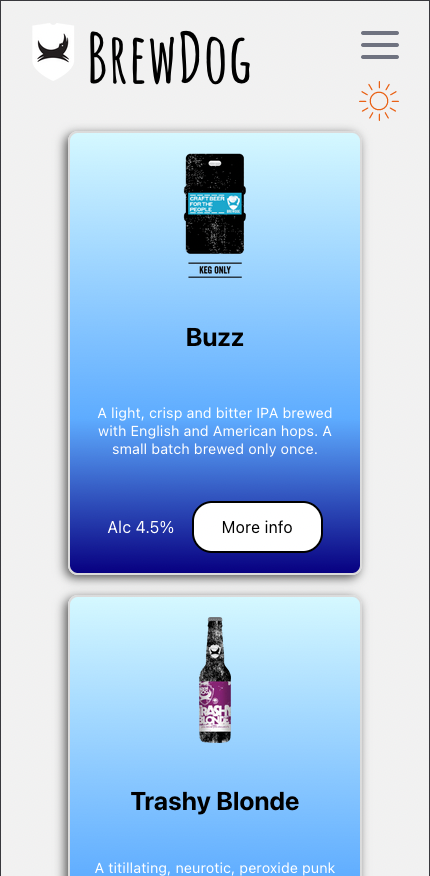 BREWDOG
CRAFT BEER
FOR THE
PEOPLE
KEG ONLY
Buzz
A light, crisp and bitter IPA brewed
with English and American hops. A
small batch brewed only once.
Alc 4.5%
More info
TRASHY
BLONDE
Trashy Blonde
A titillating, neurotic, peroxide punk